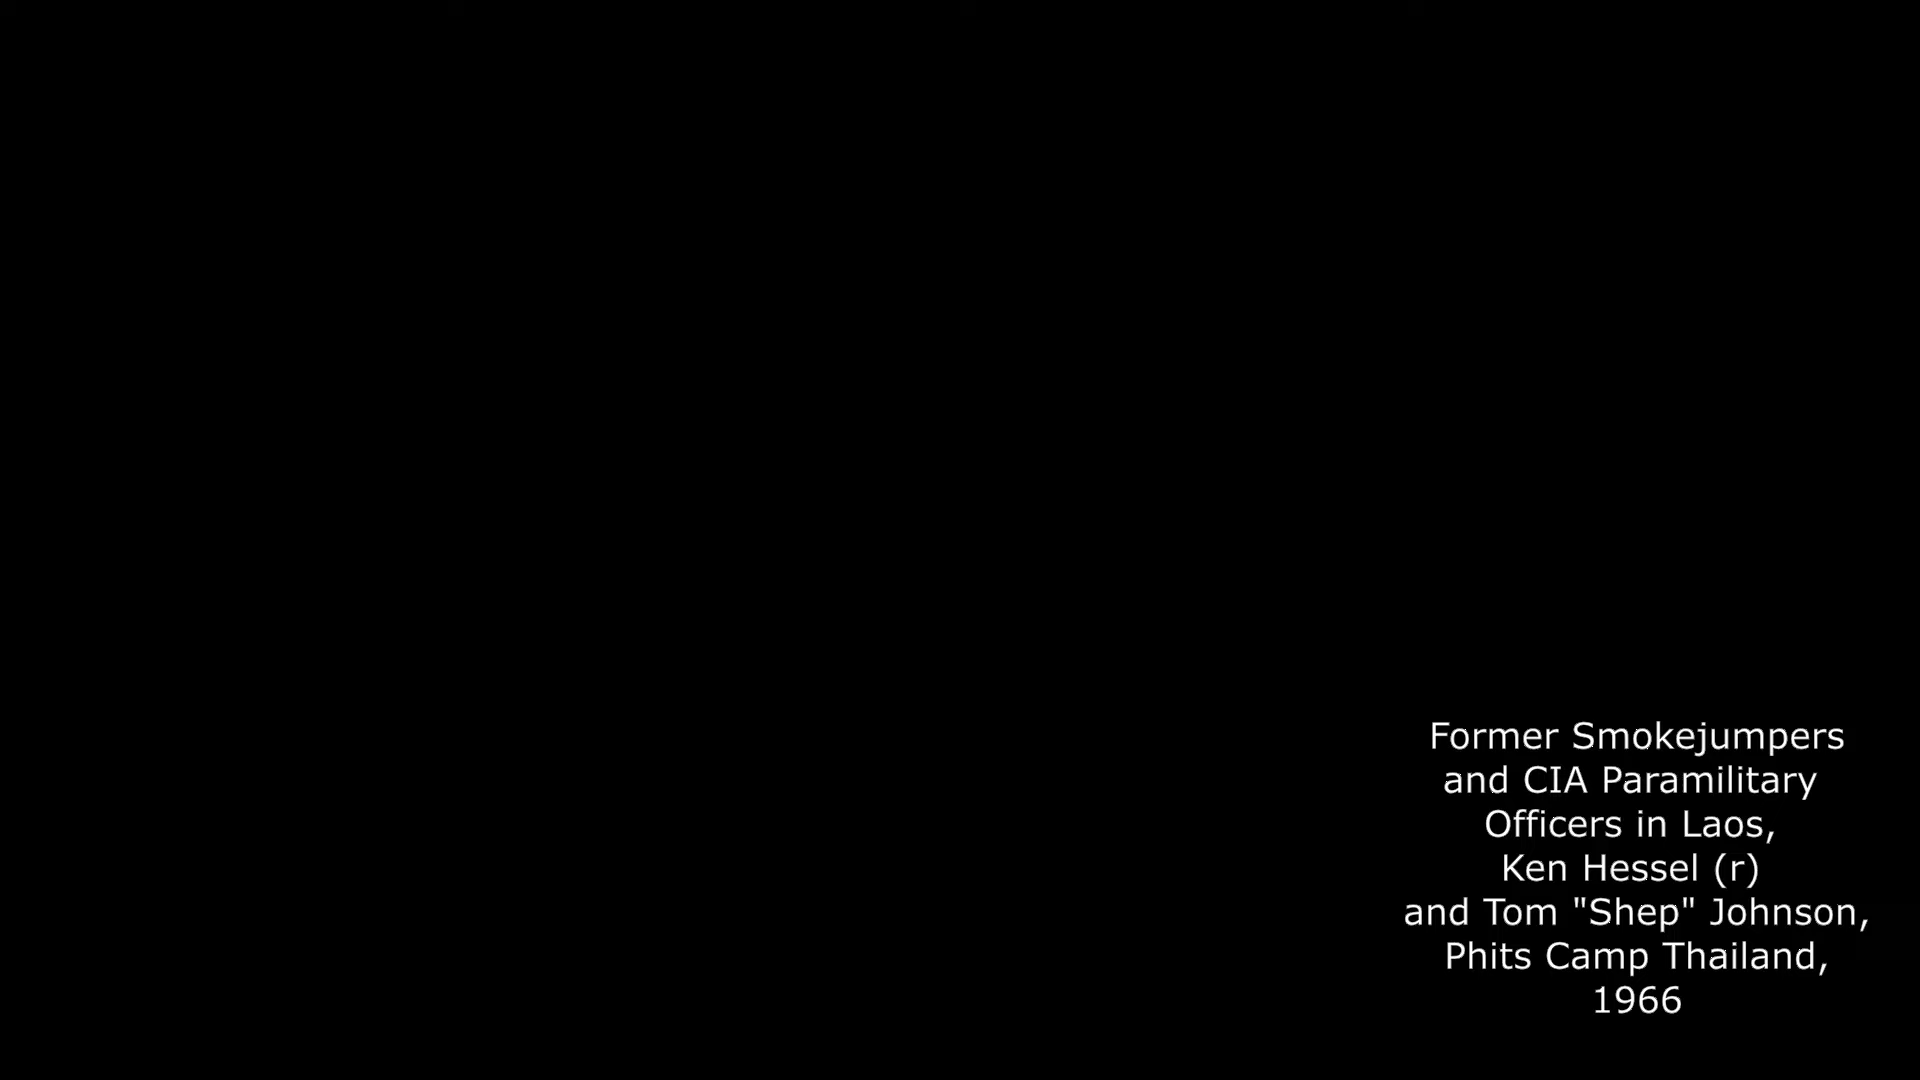 Former Smokejumpers
and CIA Paramilitary
Officers in Laos,
Ken Hessel (r)
and Tom "Shep" Johnson,
Phits Camp Thailand,
1966